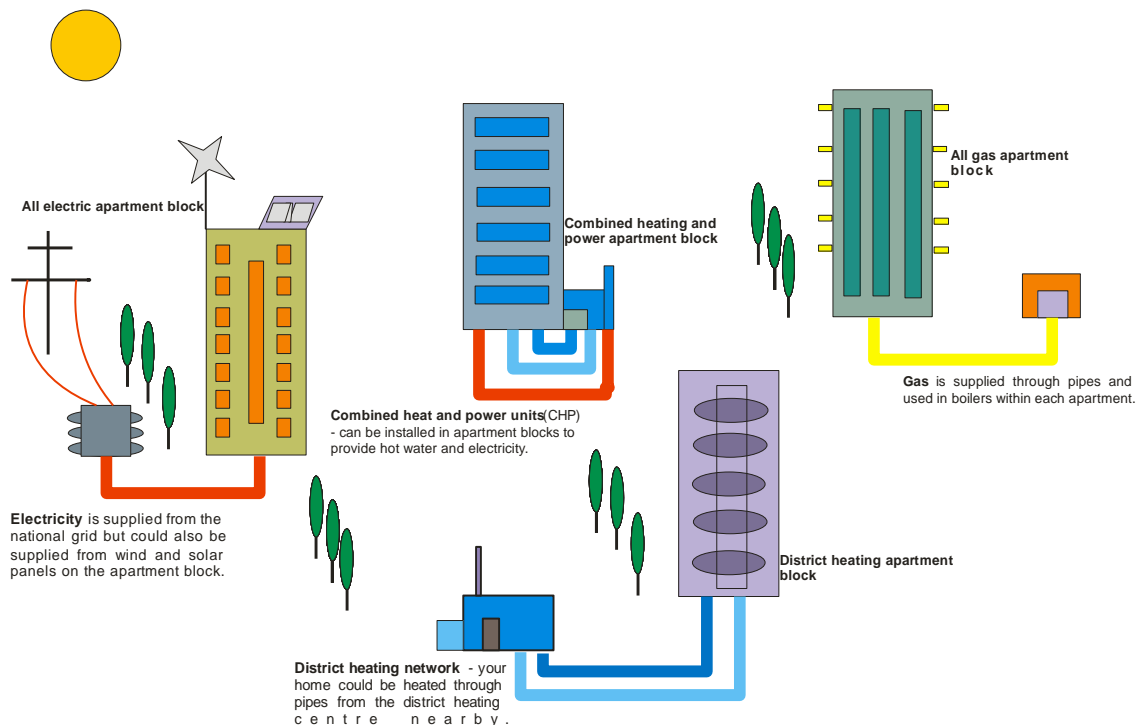 All electric apartment block
Electricity is supplied from the
national grid but could also be
supplied from wind and solar
panels on the apartment block.
Combined heating and
power apartment block
Combined heat and power units(CHP)
- can be installed in apartment blocks to
provide hot water and electricity.
All gas apartment
block
Gas is supplied through pipes and
used in boilers within each apartment.
District heating apartment
block
District heating network - your
home could be heated through
pipes from the district heating
centre nearby.